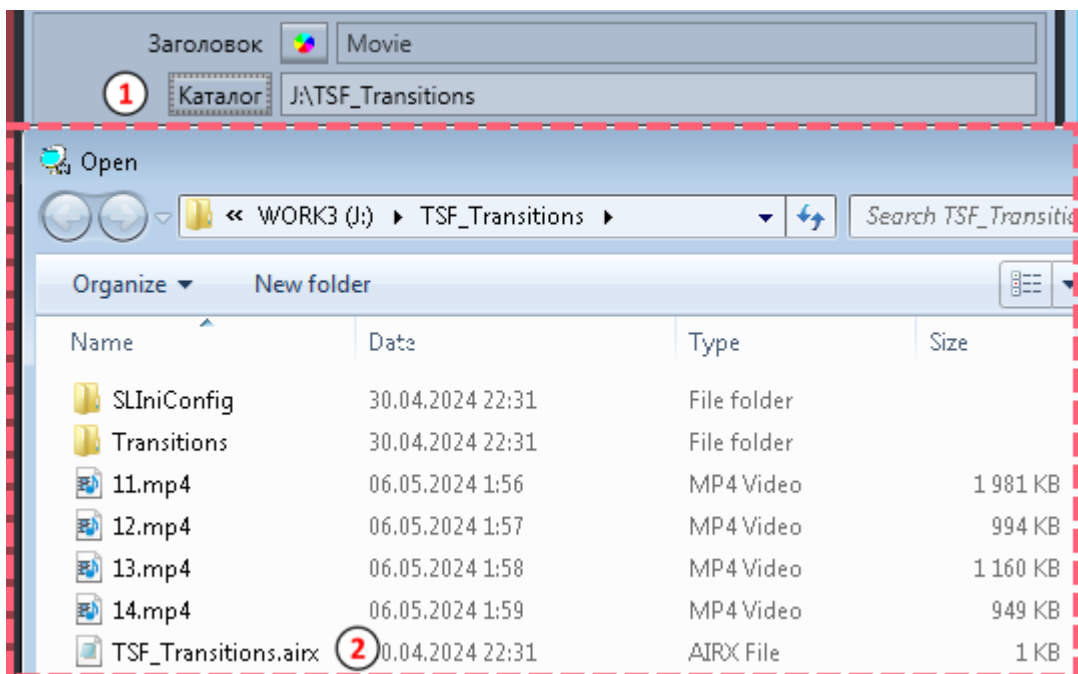 Заголовок Movie
1 Каталог J:\TSF_Transitions
Open
« WORK3 (J:) TSF_Transitions Search
Organize New folder
Name Date Type Size
SLIniConfig 30.04.2024 22:31 File folder
Transitions 30.04.2024 22:31 File folder
11.mp4 06.05.2024 1:56 MP4 Video 1 981 KB
12.mp4 06.05.2024 1:57 MP4 Video 994 KB
13.mp4 06.05.2024 1:58 MP4 Video 1 160 KB
14.mp4 06.05.2024 1:59 MP4 Video 949 KB
TSF_Transitions.airx 2 0.04.2024 22:31 AIRX File 1 KB